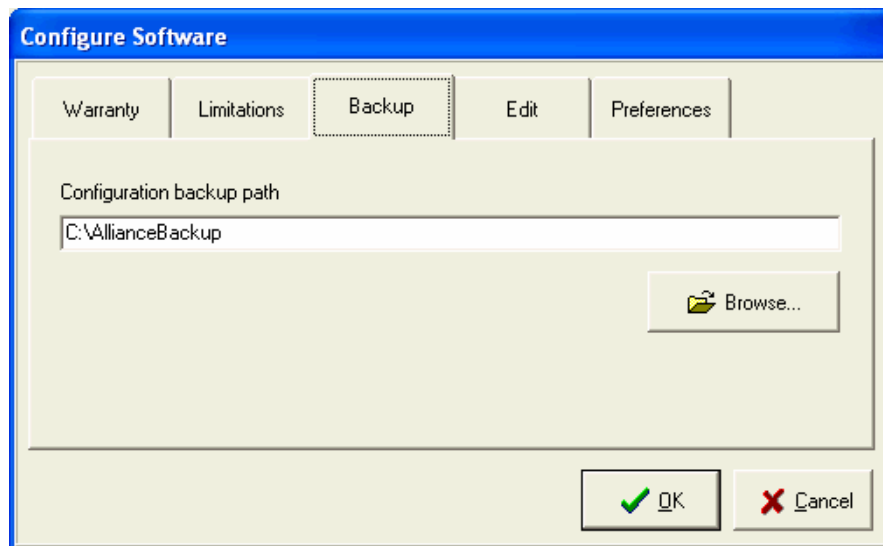 Configure Software
Warranty Limitations Backup Edit Preferences
Configuration backup path
C:\AllianceBackup
Browse...
OK Cancel